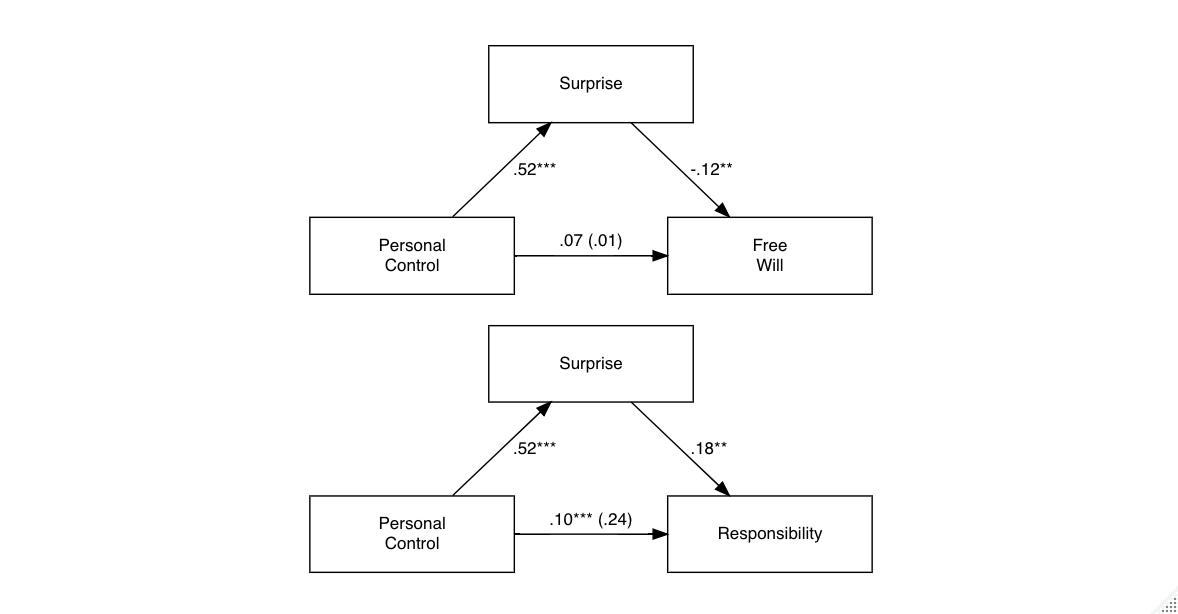 Surprise
.52***
-.12**
Personal
Control
.07 (.01)
Free
Will
Surprise
.52***
.18**
Personal
Control
.10*** (.24)
Responsibility